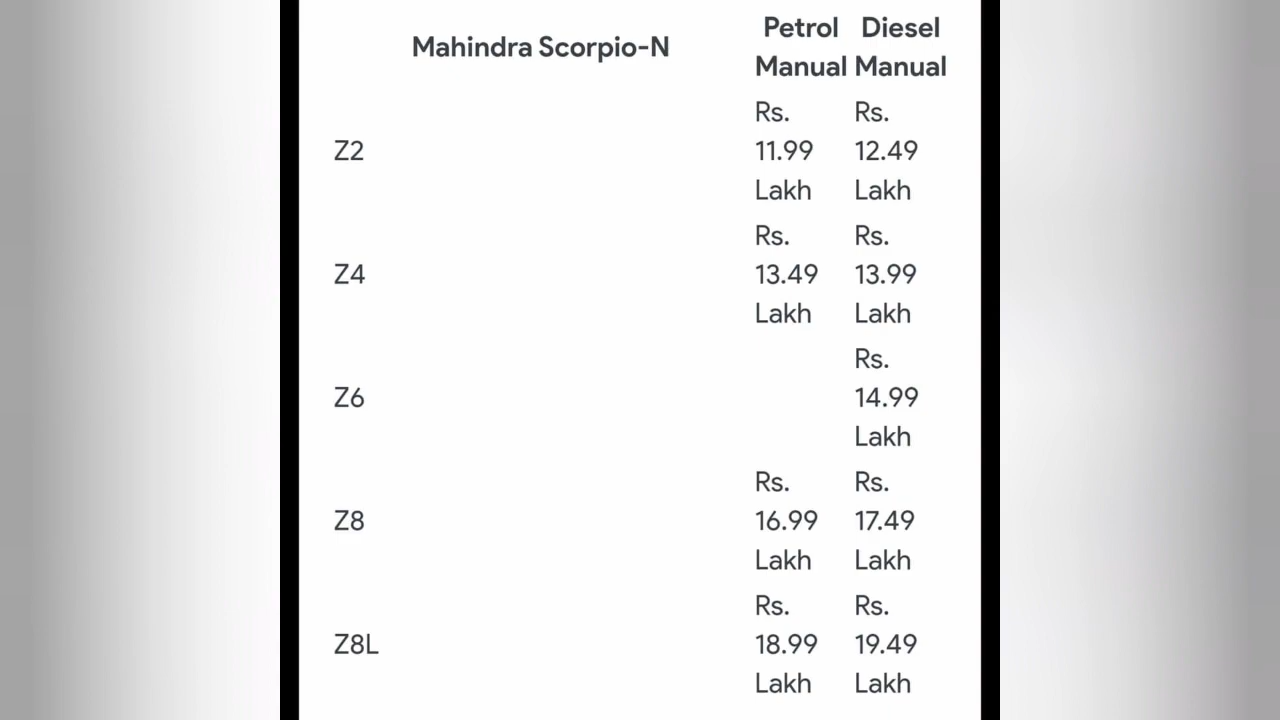 Mahindra Scorpio-N
Petrol Diesel
Manual Manual
Rs. Rs.
Z2 11.99 12.49
Lakh Lakh
Rs. Rs.
Z4 13.49 13.99
Lakh Lakh
Rs.
Z6 14.99
Lakh
Rs. Rs.
Z8 16.99 17.49
Lakh Lakh
Rs. Rs.
Z8L 18.99 19.49
Lakh Lakh